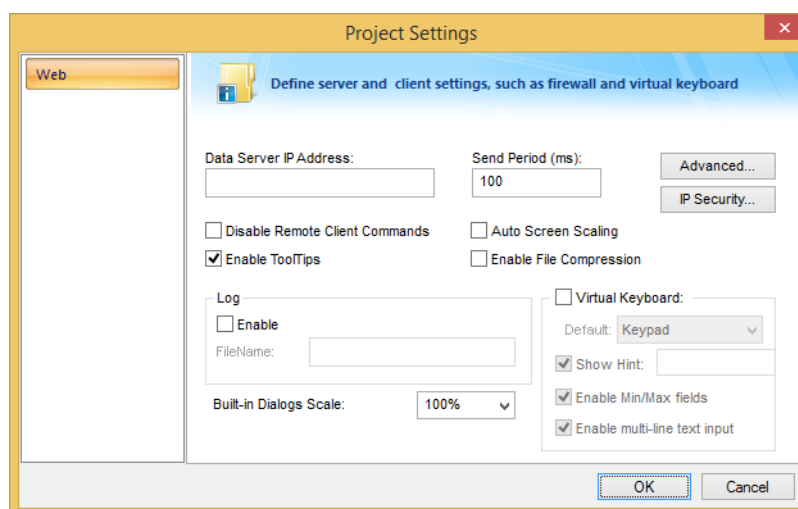 Project Settings
Web
Define server and client settings, such as firewall and virtual keyboard
Data Server IP Address:
Send Period (ms):
100
Advanced...
IP Security...
Disable Remote Client Commands
Auto Screen Scaling
Enable ToolTips
Enable File Compression
Log
Enable
FileName:
Built-in Dialogs Scale:
100%
Virtual Keyboard:
Default: Keypad
Show Hint:
Enable Min/Max fields
Enable multi-line text input
OK
Cancel